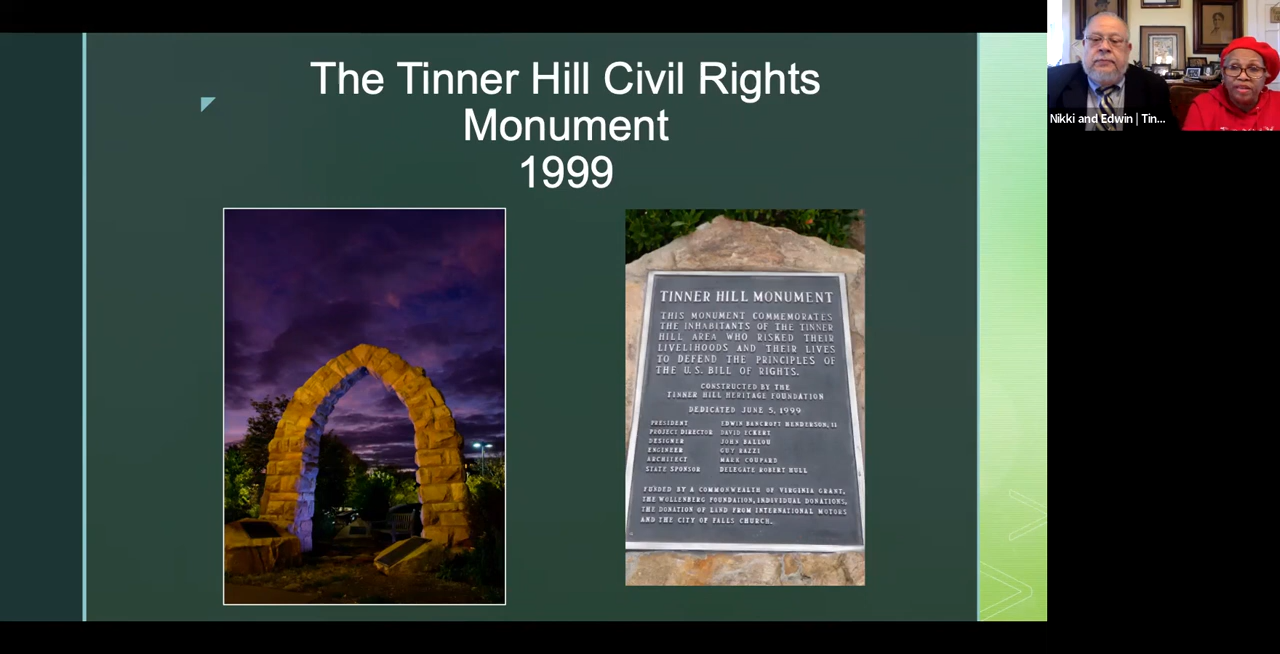 The Tinner Hill Civil Rights
Monument
1999
TINNER HILL MONUMENT
THIS MONUMENT COMMEMORATES
THE INHABITANTS OF THE TINNER
HILL AREA WHO RISKED THEIR
LIVELIHOODS AND THEIR LIVES
TO DEFEND THE PRINCIPLES OF
THE U.S. BILL OF RIGHTS.
CONSTRUCTED BY THE
TINNER HILL HERITAGE FOUNDATION
DEDICATED JUNE 5, 1999
PRESIDENT EDWIN BANCROFT HENDERSON, II
PROJECT DIRECTOR DAVID ECKERT
DESIGNER JOHN BALLOU
ENGINEER GUY RAZZI
ARCHITECT MARK COUPARD
STATE SPONSOR DELEGATE ROBERT HULL
FUNDED BY A COMMONWEALTH OF VIRGINIA GRANT,
THE WOLLENBERG FOUNDATION, INDIVIDUAL DONATIONS,
THE DONATION OF LAND FROM INTERNATIONAL MOTORS
AND THE CITY OF FALLS CHURCH.
Nikki and Edwin | Tin...